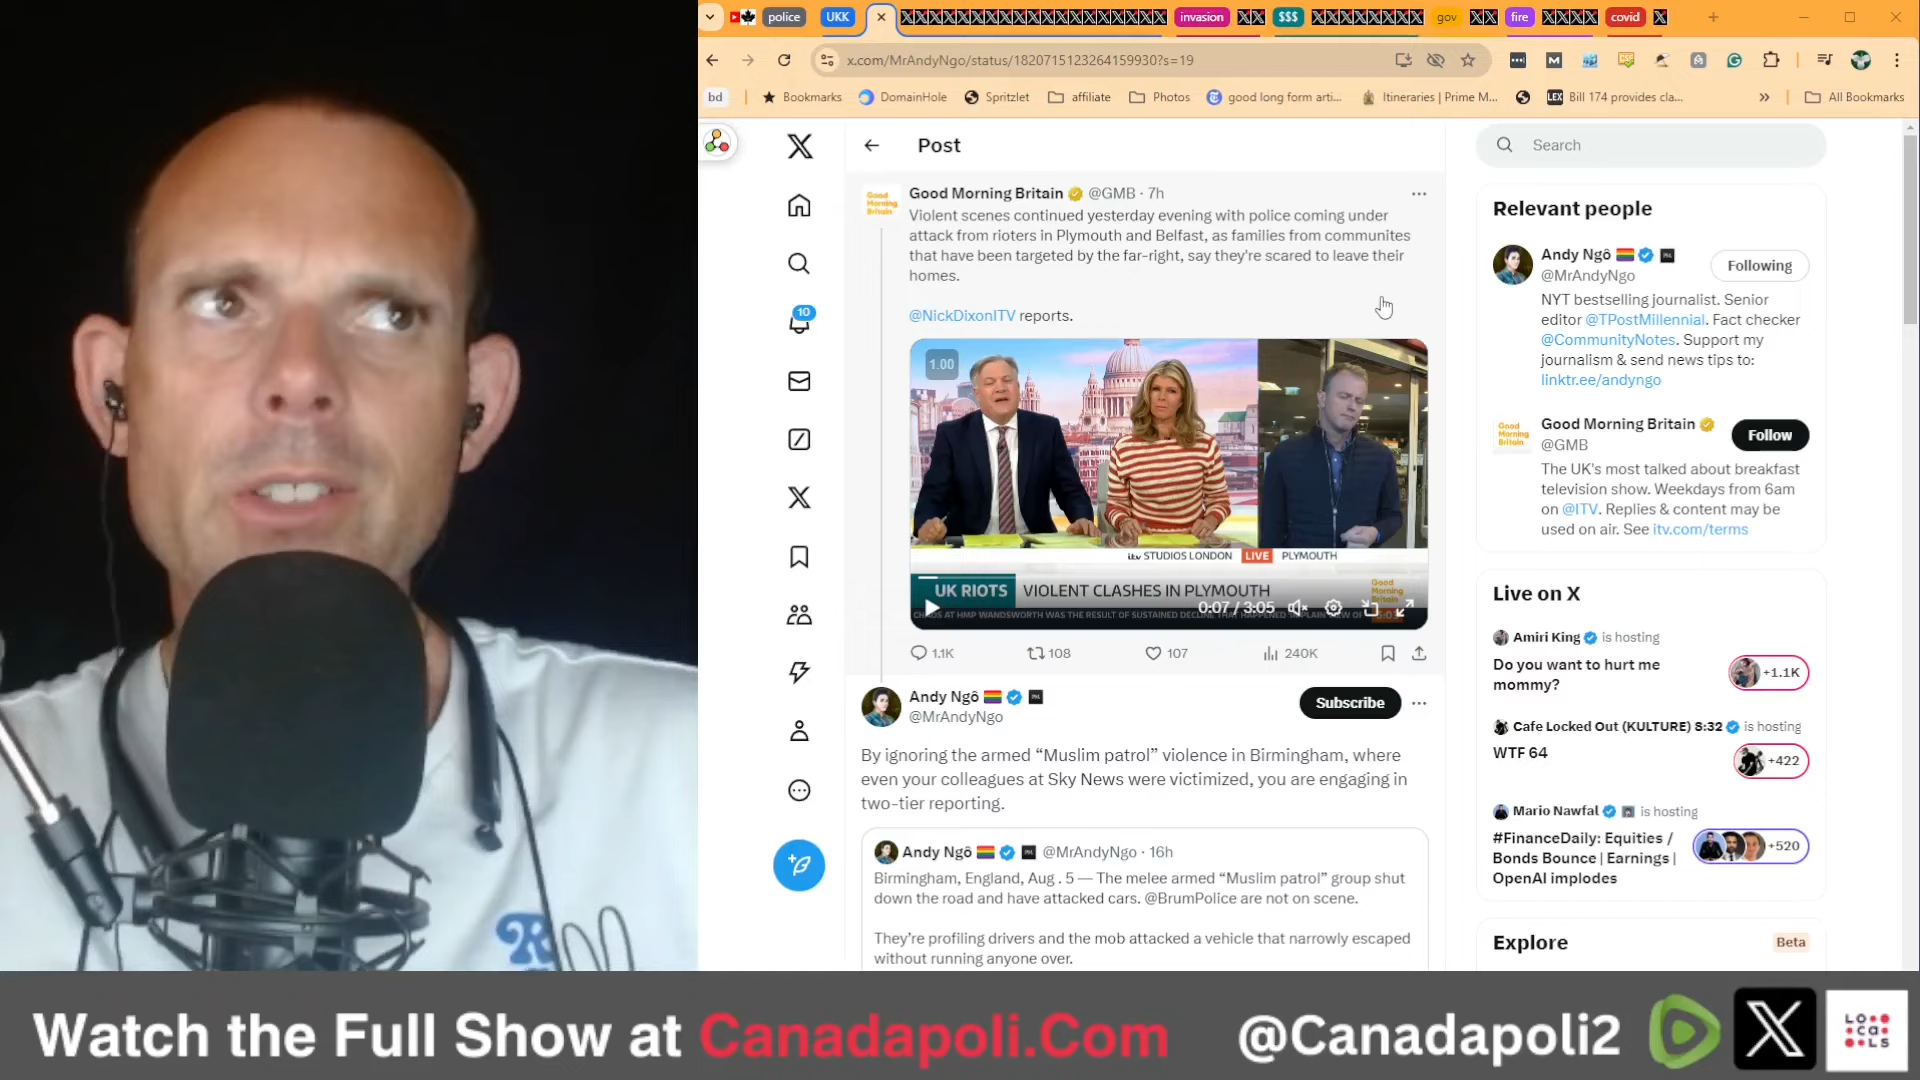 police
UKK
invasion
$$$
gov
fire
covid
x.com/MrAndyNgo/status/1820715123264159930?s=19
bd
Bookmarks
DomainHole
Spritzlet
affiliate
Photos
good long form arti...
Itineraries | Prime M...
LEX
Bill 174 provides cla...
All Bookmarks
Post
Search
Good Morning Britain @GMB · 7h
Violent scenes continued yesterday evening with police coming under
attack from rioters in Plymouth and Belfast, as families from communites
that have been targeted by the far-right, say they're scared to leave their
homes.
@NickDixonITV reports.
1.00
itv STUDIOS LONDON LIVE PLYMOUTH
UK RIOTS VIOLENT CLASHES IN PLYMOUTH
Good Morning Britain
0:07 / 3:05
1.1K
108
107
240K
Andy Ngô
@MrAndyNgo
Subscribe
By ignoring the armed “Muslim patrol” violence in Birmingham, where
even your colleagues at Sky News were victimized, you are engaging in
two-tier reporting.
Andy Ngô @MrAndyNgo · 16h
Birmingham, England, Aug . 5 — The melee armed “Muslim patrol” group shut
down the road and have attacked cars. @BrumPolice are not on scene.
They’re profiling drivers and the mob attacked a vehicle that narrowly escaped
without running anyone over.
10
Relevant people
Andy Ngô
@MrAndyNgo
Following
NYT bestselling journalist. Senior
editor @TPostMillennial. Fact checker
@CommunityNotes. Support my
journalism & send news tips to:
linktr.ee/andyngo
Good Morning Britain
@GMB
Follow
The UK's most talked about breakfast
television show. Weekdays from 6am
on @ITV. Replies & content may be
used on air. See itv.com/terms
Live on X
Amiri King is hosting
Do you want to hurt me
mommy?
+1.1K
Cafe Locked Out (KULTURE) 8:32 is hosting
WTF 64
+422
Mario Nawfal is hosting
#FinanceDaily: Equities /
Bonds Bounce | Earnings |
OpenAI implodes
+520
Explore
Beta
Watch the Full Show at Canadapoli.Com
@Canadapoli2
LOCALS